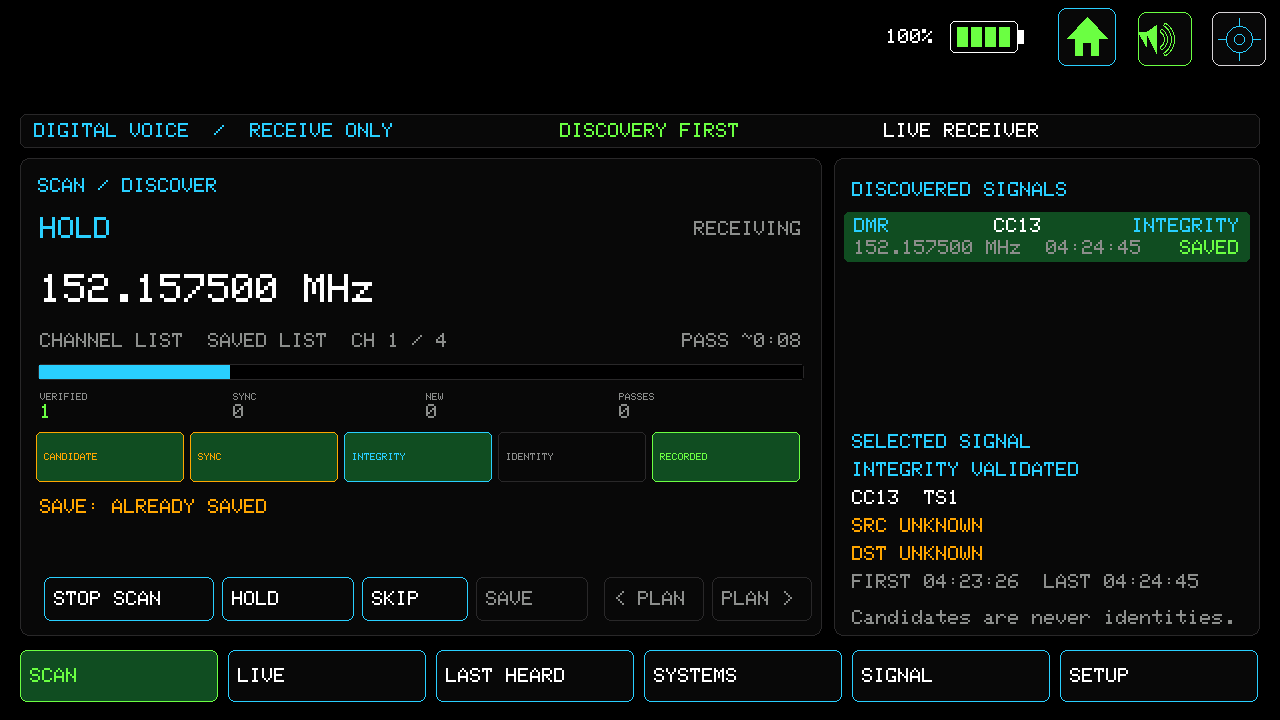 100%
DIGITAL VOICE / RECEIVE ONLY DISCOVERY FIRST LIVE RECEIVER
SCAN / DISCOVER
HOLD RECEIVING
152.157500 MHz
CHANNEL LIST SAVED LIST CH 1 / 4 PASS ~0:08
VERIFIED SYNC NEW PASSES
1 0 0 0
CANDIDATE SYNC INTEGRITY IDENTITY RECORDED
SAVE: ALREADY SAVED
STOP SCAN HOLD SKIP SAVE < PLAN PLAN >
DISCOVERED SIGNALS
DMR CC13 INTEGRITY
152.157500 MHz 04:24:45 SAVED
SELECTED SIGNAL
INTEGRITY VALIDATED
CC13 TS1
SRC UNKNOWN
DST UNKNOWN
FIRST 04:23:26 LAST 04:24:45
Candidates are never identities.
SCAN LIVE LAST HEARD SYSTEMS SIGNAL SETUP